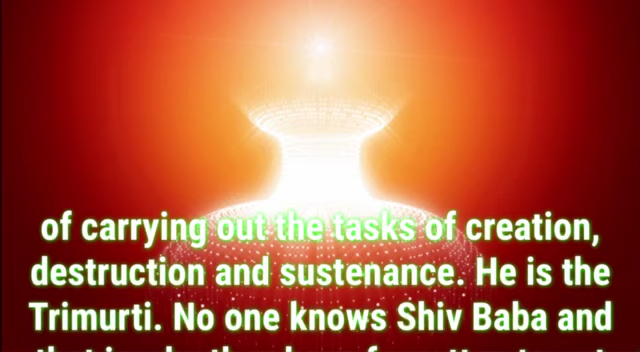 of carrying out the tasks of creation,
destruction and sustenance. He is the
Trimurti. No one knows Shiv Baba and